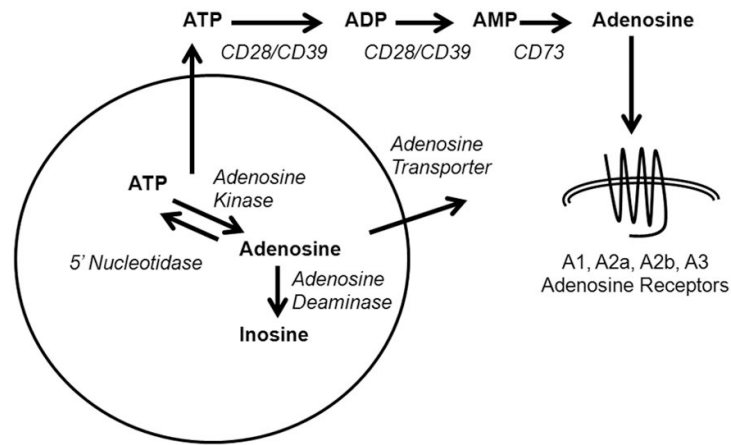 ATP ADP AMP Adenosine
CD28/CD39 CD28/CD39 CD73
Adenosine
Transporter
ATP
Adenosine
Kinase
5' Nucleotidase
Adenosine
Adenosine
Deaminase
Inosine
A1, A2a, A2b, A3
Adenosine Receptors